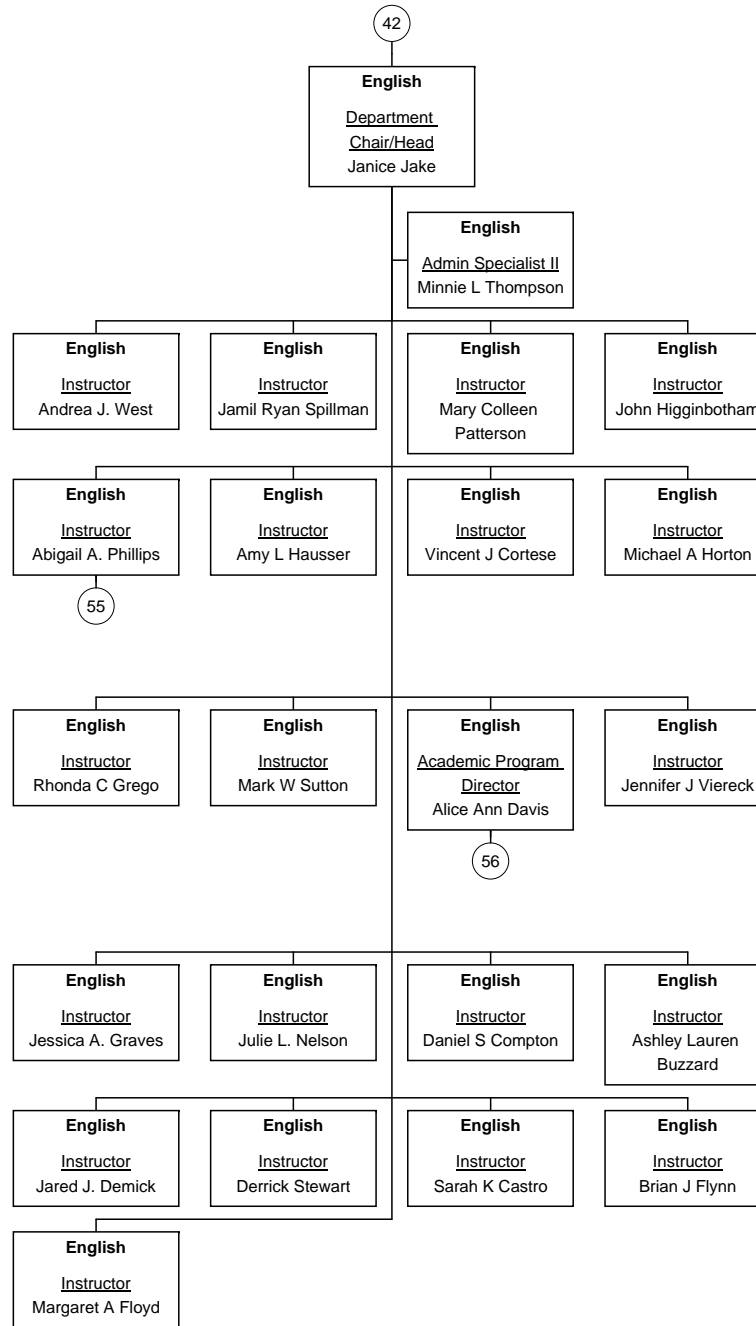 42
English
Department
Chair/Head
Janice Jake
English
Admin Specialist II
Minnie L Thompson
English
Instructor
Andrea J. West
English
Instructor
Jamil Ryan Spillman
English
Instructor
Mary Colleen
Patterson
English
Instructor
John Higginbotham
English
Instructor
Abigail A. Phillips
55
English
Instructor
Amy L Hausser
English
Instructor
Vincent J Cortese
English
Instructor
Michael A Horton
English
Instructor
Rhonda C Grego
English
Instructor
Mark W Sutton
English
Academic Program
Director
Alice Ann Davis
56
English
Instructor
Jennifer J Viereck
English
Instructor
Jessica A. Graves
English
Instructor
Julie L. Nelson
English
Instructor
Daniel S Compton
English
Instructor
Ashley Lauren
Buzzard
English
Instructor
Jared J. Demick
English
Instructor
Derrick Stewart
English
Instructor
Sarah K Castro
English
Instructor
Brian J Flynn
English
Instructor
Margaret A Floyd